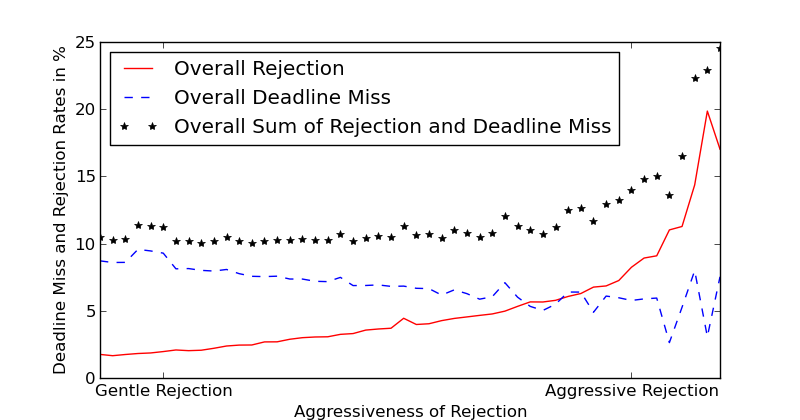 25
20
15
10
5
0
Deadline Miss and Rejection Rates in %
Overall Rejection
Overall Deadline Miss
Overall Sum of Rejection and Deadline Miss
Gentle Rejection
Aggressive Rejection
Aggressiveness of Rejection